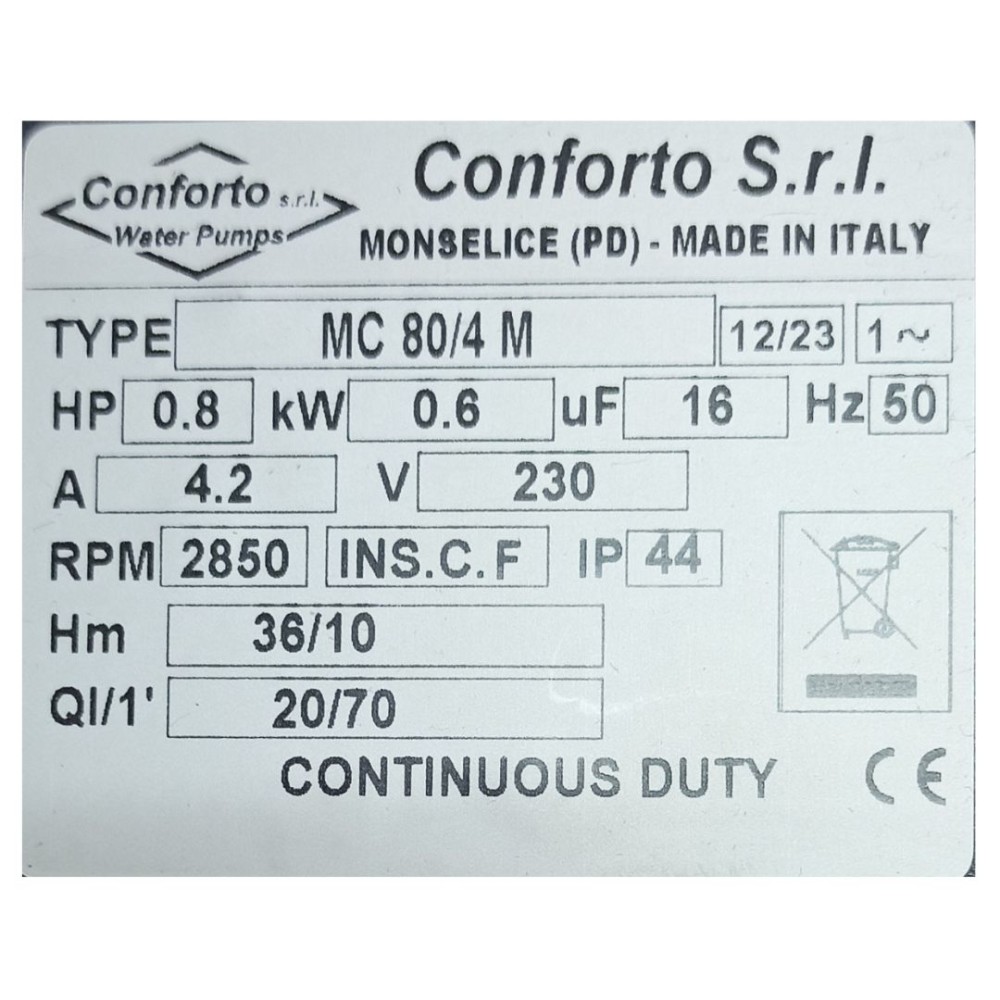 Conforto s.r.l.
Water Pumps
Conforto S.r.l.
MONSELICE (PD) - MADE IN ITALY
TYPE MC 80/4 M 12/23 1~
HP 0.8 kW 0.6 uF 16 Hz 50
A 4.2 V 230
RPM 2850 INS.C.F IP 44
Hm 36/10
Ql/1' 20/70
CONTINUOUS DUTY CE